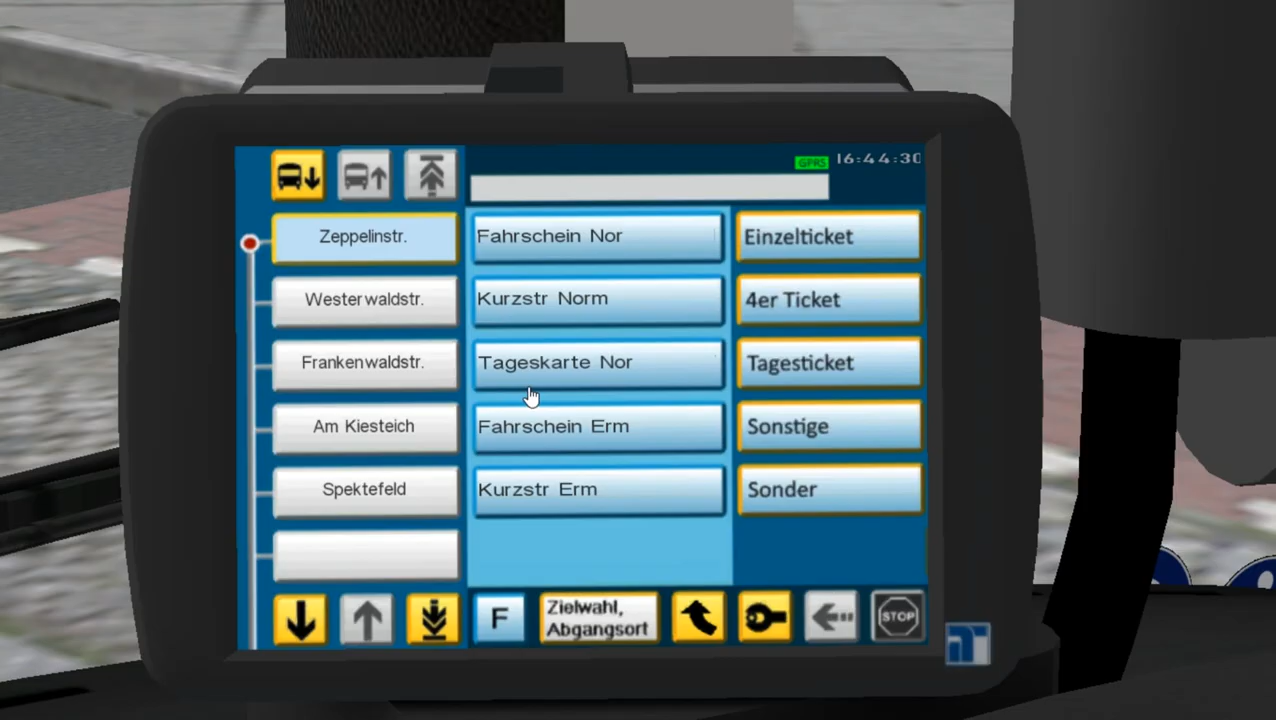 GPRS 16:44:30
Zeppelinstr.
Westerwaldstr.
Frankenwaldstr.
Am Kiesteich
Spektefeld
Fahrschein Nor
Kurzstr Norm
Tageskarte Nor
Fahrschein Erm
Kurzstr Erm
Einzelticket
4er Ticket
Tagesticket
Sonstige
Sonder
F
Zielwahl,
Abgangsort
STOP